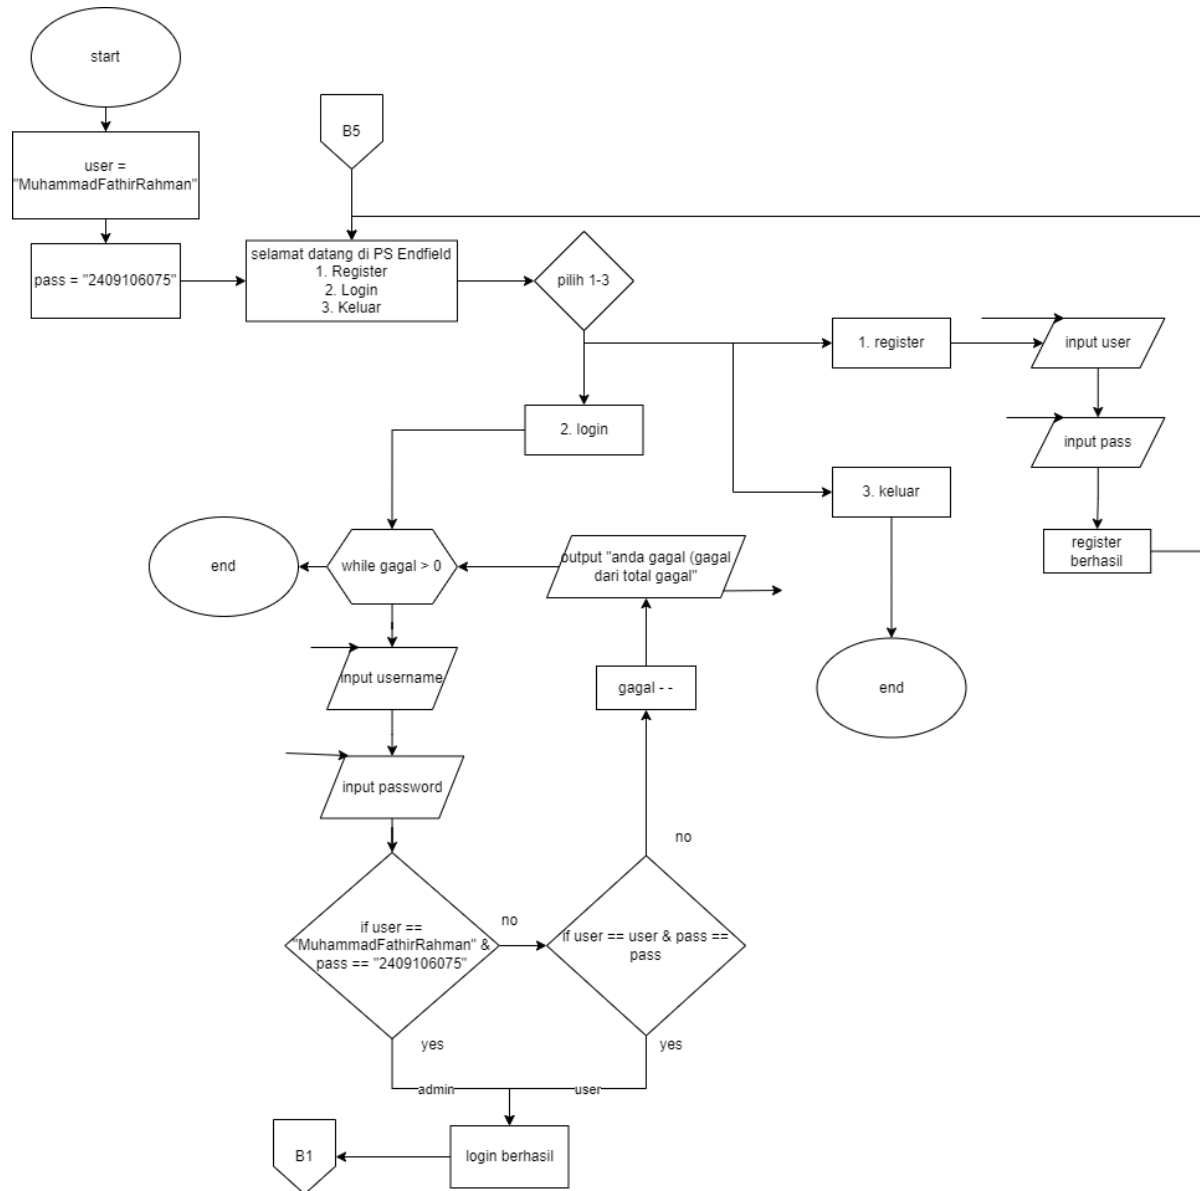 start
user =
"MuhammadFathirRahman"
pass = "2409106075"
B5
selamat datang di PS Endfield
1. Register
2. Login
3. Keluar
pilih 1-3
1. register
input user
input pass
register
berhasil
2. login
3. keluar
end
end
while gagal > 0
output "anda gagal (gagal
dari total gagal"
input username
gagal - -
input password
no
if user ==
"MuhammadFathirRahman" &
pass == "2409106075"
no
if user == user & pass ==
pass
yes
yes
admin
user
login berhasil
B1